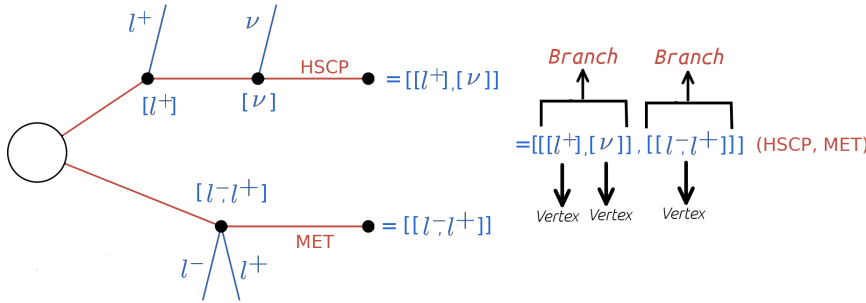 l⁺
ν
HSCP
[l⁺]
[ν]
=[[l⁺],[ν]]
[l⁻,l⁺]
MET
=[[l⁻,l⁺]]
l⁻
l⁺
Branch
Branch
=[[[l⁺],[ν]],[[l⁻,l⁺]]] (HSCP, MET)
Vertex
Vertex
Vertex